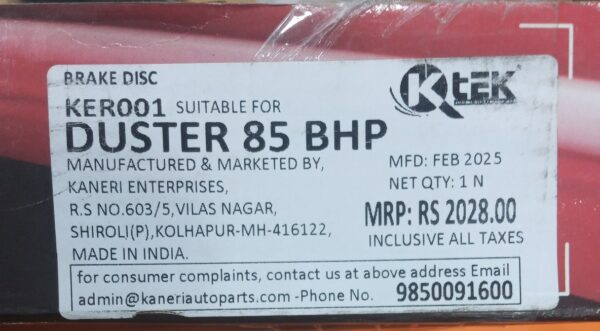 BRAKE DISC
KER001 SUITABLE FOR
DUSTER 85 BHP
MANUFACTURED & MARKETED BY,
KANERI ENTERPRISES,
R.S NO.603/5,VILAS NAGAR,
SHIROLI(P),KOLHAPUR-MH-416122,
MADE IN INDIA.
K tEK
MFD: FEB 2025
NET QTY: 1 N
MRP: RS 2028.00
INCLUSIVE ALL TAXES
for consumer complaints, contact us at above address Email
admin@kaneriautoparts.com -Phone No. 9850091600